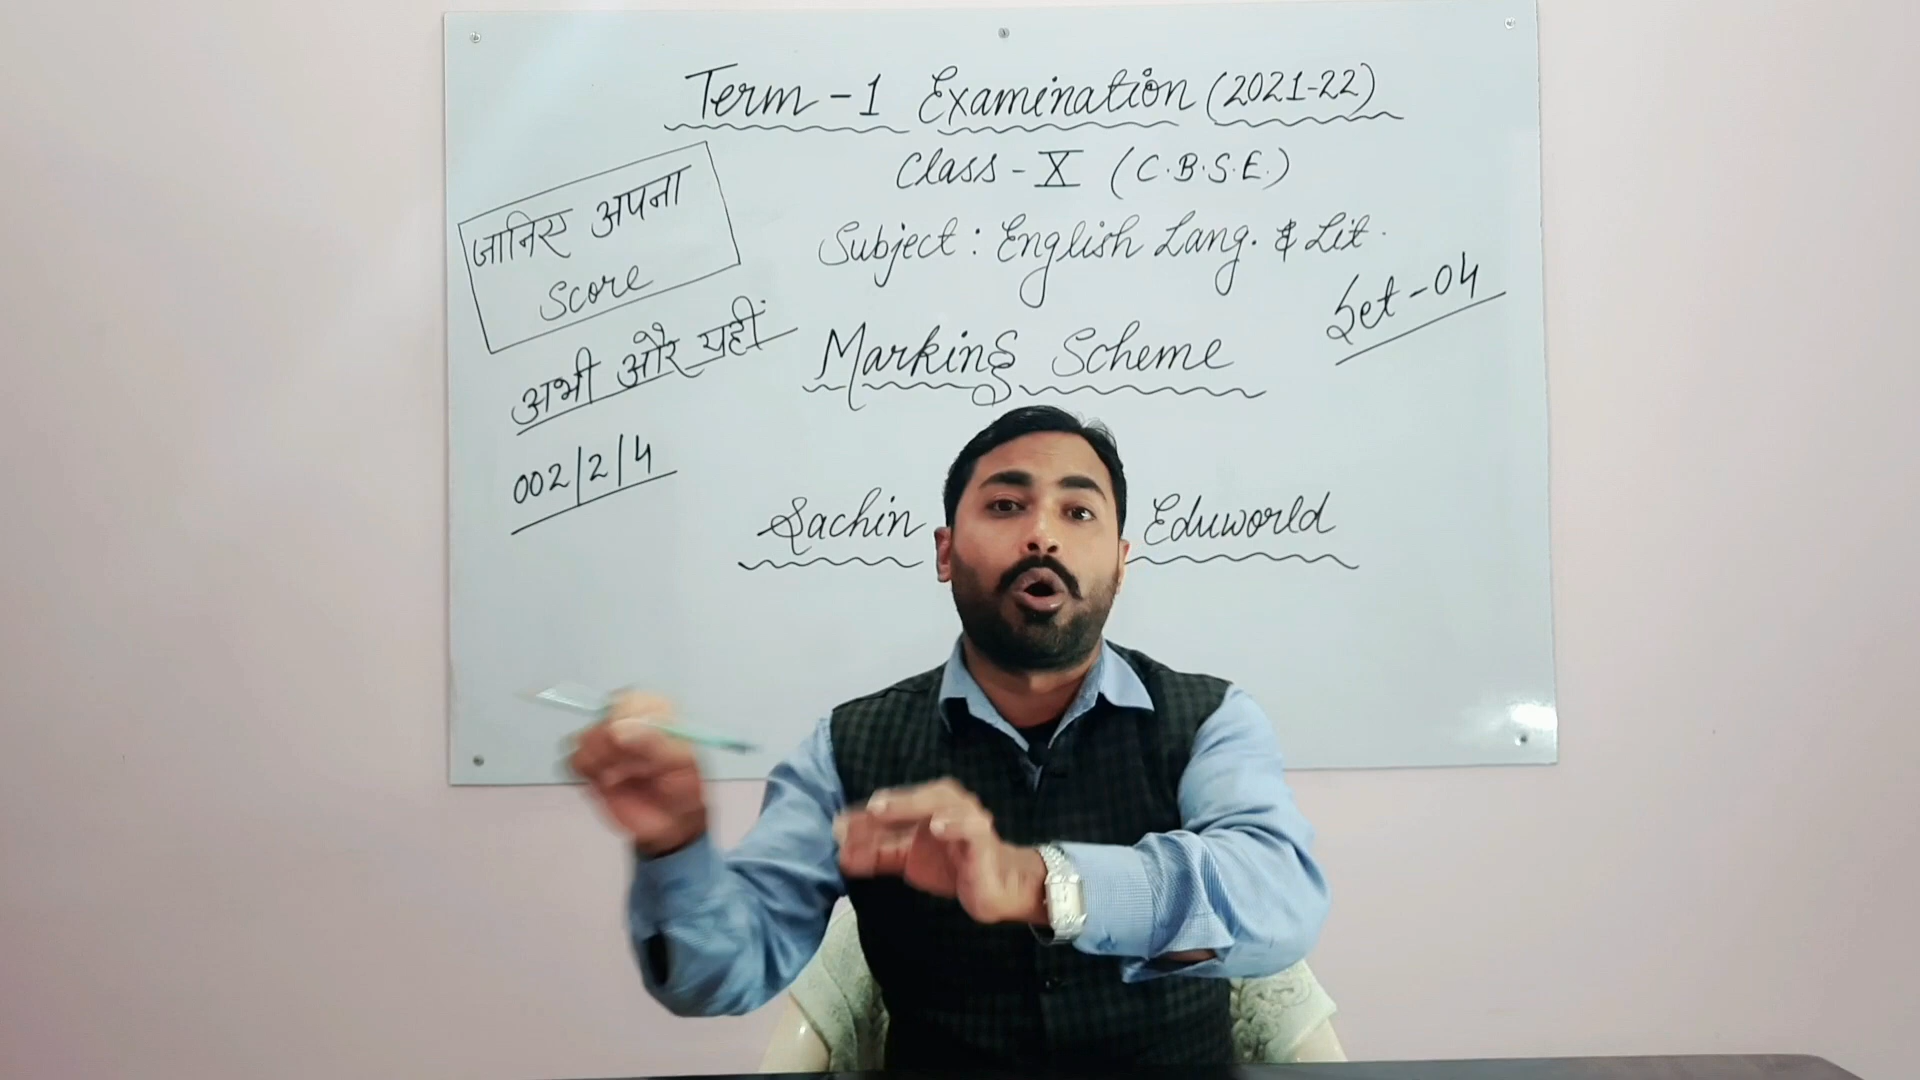 Term-1 Examination (2021-22)
Class-X (C.B.S.E.)
Subject: English Lang. & Lit.
Set-04
Marking Scheme
Sachin Eduworld
जानिए अपना
Score
अभी और यहीं
002/2/4